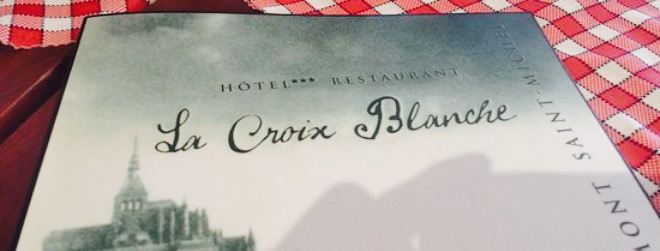 HÔTEL*** RESTAURANT
La Croix Blanche
MONT SAINT-MICHEL